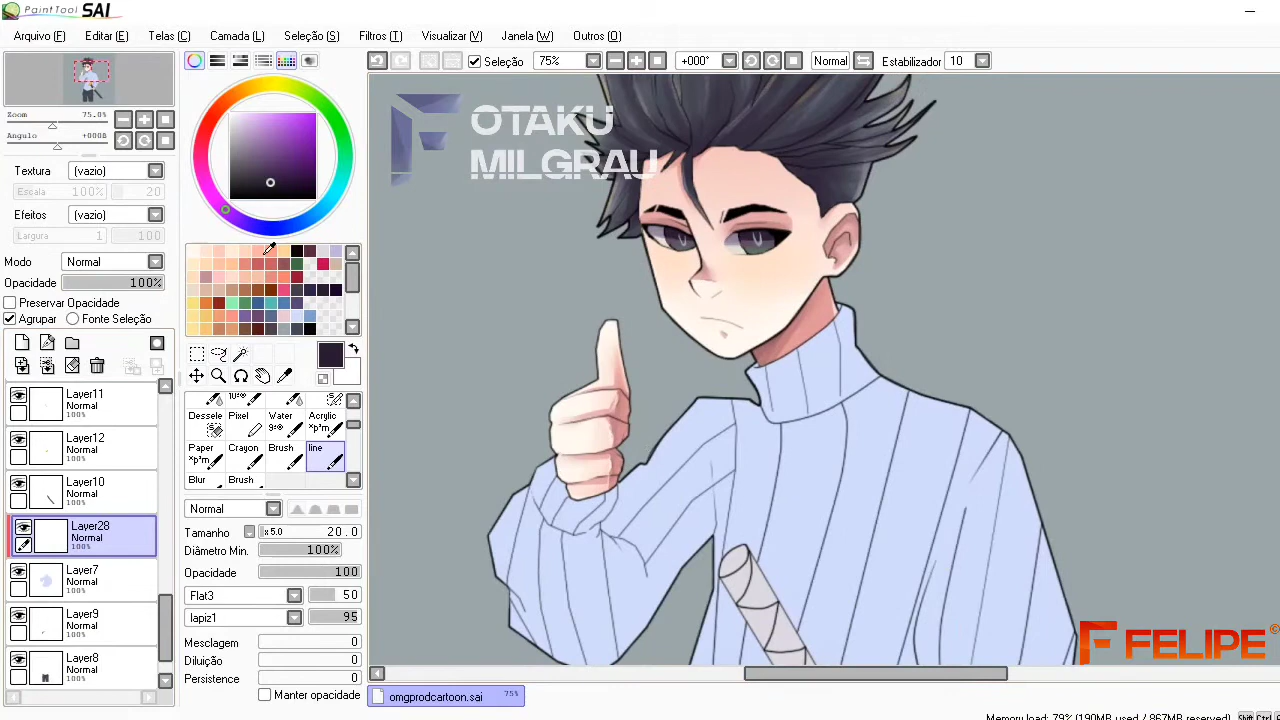 PaintTool SAI
Arquivo (F) Editar (E) Telas (C) Camada (L) Seleção (S) Filtros (T) Visualizar (V) Janela (W) Outros (O)
Seleção 75% +000° Normal Estabilizador 10
Zoom 75.0%
Angulo +000°
Textura (vazio)
Escala 100% 20
Efeitos (vazio)
Largura 1 100
Modo Normal
Opacidade 100%
Preservar Opacidade
Agrupar Fonte Seleção
Layer11
Normal
100%
Layer12
Normal
100%
Layer10
Normal
100%
Layer28
Normal
100%
Layer7
Normal
100%
Layer9
Normal
100%
Layer8
Normal
100%
Dessele Pixel Water Acrylic
Paper Crayon Brush line
Blur Brush
Normal
Tamanho x 5.0 20.0
Diâmetro Min. 100%
Opacidade 100
Flat3 50
lapiz1 95
Mesclagem 0
Diluição 0
Persistence 0
Manter opacidade
OTAKU
MILGRAU
FELIPE
omgprodcartoon.sai 75%
Memory load: 79% (190MB used / 967MB reserved)